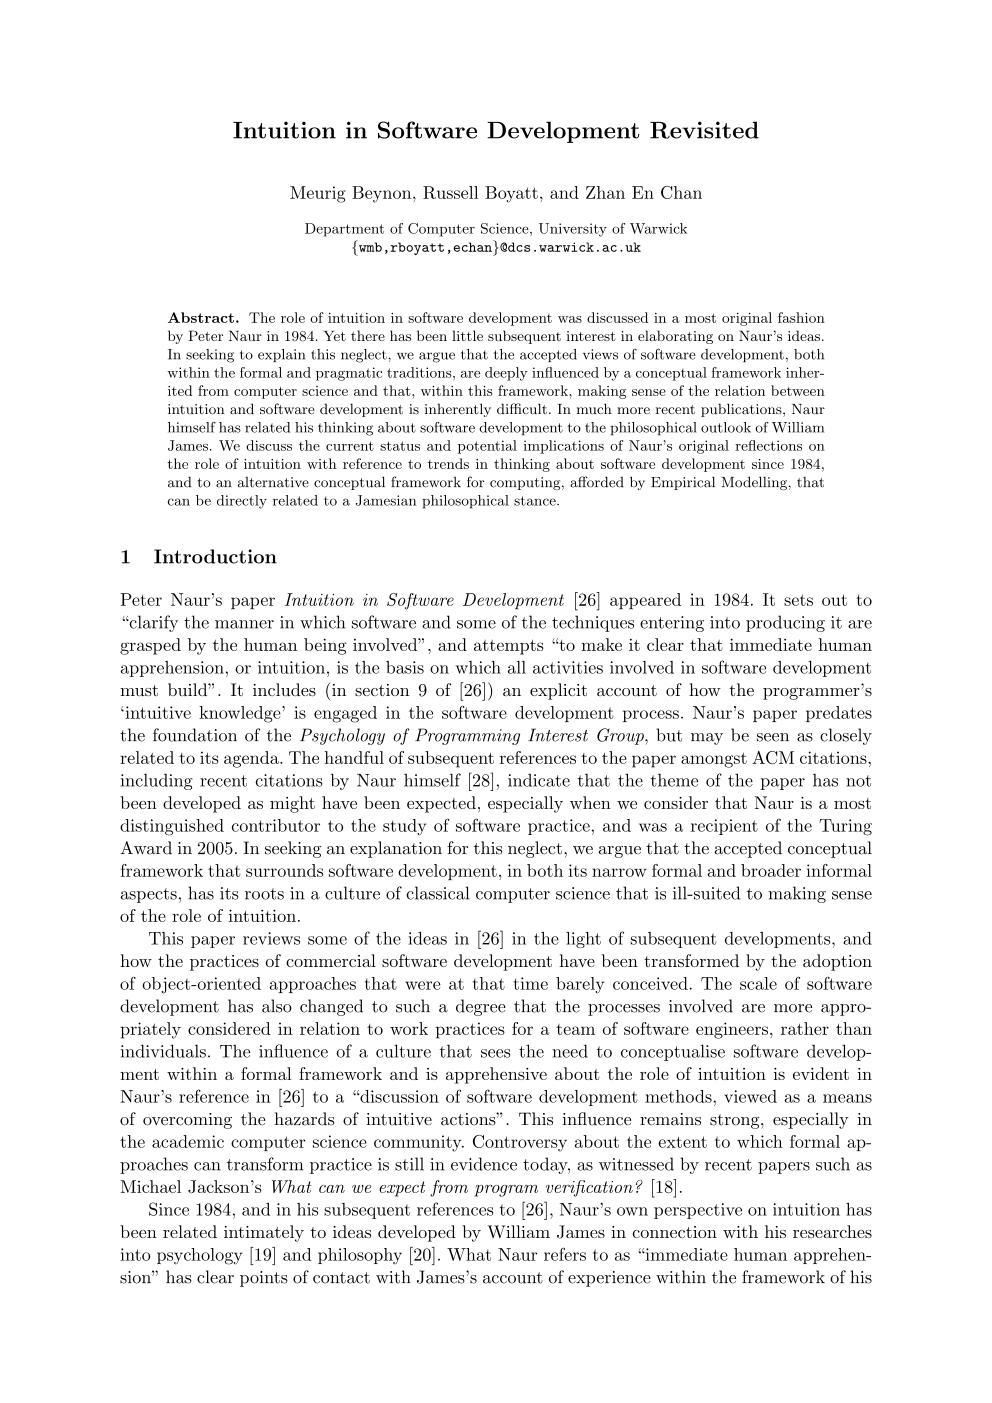 Intuition in Software Development Revisited
Meurig Beynon, Russell Boyatt, and Zhan En Chan
Department of Computer Science, University of Warwick
{wmb,rboyatt,echan}@dcs.warwick.ac.uk
Abstract. The role of intuition in software development was discussed in a most original fashion
by Peter Naur in 1984. Yet there has been little subsequent interest in elaborating on Naur's ideas.
In seeking to explain this neglect, we argue that the accepted views of software development, both
within the formal and pragmatic traditions, are deeply influenced by a conceptual framework inher-
ited from computer science and that, within this framework, making sense of the relation between
intuition and software development is inherently difficult. In much more recent publications, Naur
himself has related his thinking about software development to the philosophical outlook of William
James. We discuss the current status and potential implications of Naur's original reflections on
the role of intuition with reference to trends in thinking about software development since 1984,
and to an alternative conceptual framework for computing, afforded by Empirical Modelling, that
can be directly related to a Jamesian philosophical stance.
1 Introduction
Peter Naur's paper Intuition in Software Development [26] appeared in 1984. It sets out to
“clarify the manner in which software and some of the techniques entering into producing it are
grasped by the human being involved”, and attempts “to make it clear that immediate human
apprehension, or intuition, is the basis on which all activities involved in software development
must build”. It includes (in section 9 of [26]) an explicit account of how the programmer's
‘intuitive knowledge’ is engaged in the software development process. Naur's paper predates
the foundation of the Psychology of Programming Interest Group, but may be seen as closely
related to its agenda. The handful of subsequent references to the paper amongst ACM citations,
including recent citations by Naur himself [28], indicate that the theme of the paper has not
been developed as might have been expected, especially when we consider that Naur is a most
distinguished contributor to the study of software practice, and was a recipient of the Turing
Award in 2005. In seeking an explanation for this neglect, we argue that the accepted conceptual
framework that surrounds software development, in both its narrow formal and broader informal
aspects, has its roots in a culture of classical computer science that is ill-suited to making sense
of the role of intuition.
This paper reviews some of the ideas in [26] in the light of subsequent developments, and
how the practices of commercial software development have been transformed by the adoption
of object-oriented approaches that were at that time barely conceived. The scale of software
development has also changed to such a degree that the processes involved are more appro-
priately considered in relation to work practices for a team of software engineers, rather than
individuals. The influence of a culture that sees the need to conceptualise software develop-
ment within a formal framework and is apprehensive about the role of intuition is evident in
Naur's reference in [26] to a “discussion of software development methods, viewed as a means
of overcoming the hazards of intuitive actions”. This influence remains strong, especially in
the academic computer science community. Controversy about the extent to which formal ap-
proaches can transform practice is still in evidence today, as witnessed by recent papers such as
Michael Jackson's What can we expect from program verification? [18].
Since 1984, and in his subsequent references to [26], Naur's own perspective on intuition has
been related intimately to ideas developed by William James in connection with his researches
into psychology [19] and philosophy [20]. What Naur refers to as “immediate human apprehen-
sion” has clear points of contact with James's account of experience within the framework of his